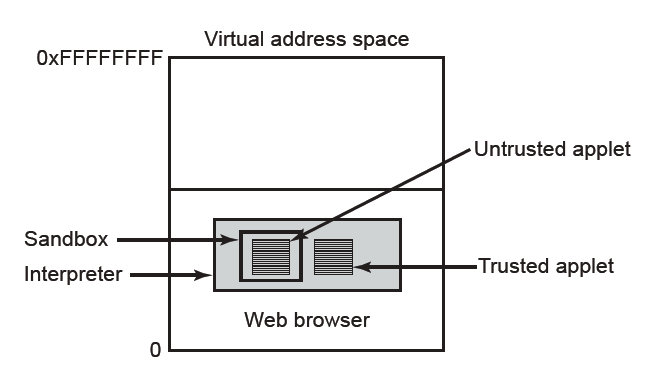 Virtual address space
0xFFFFFFFF
Untrusted applet
Sandbox
Interpreter
Trusted applet
Web browser
0